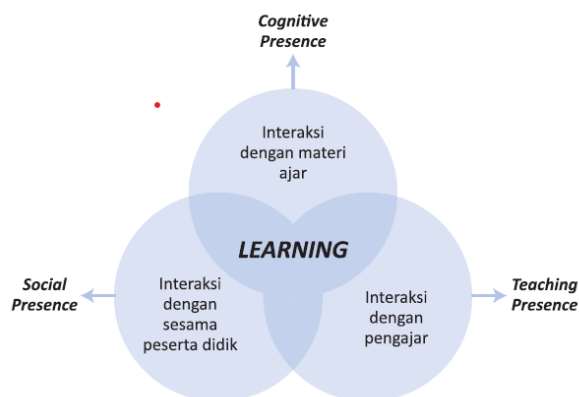 Cognitive
Presence
Interaksi
dengan materi
ajar
LEARNING
Social
Presence
Interaksi
dengan
sesama
peserta didik
Interaksi
dengan
pengajar
Teaching
Presence